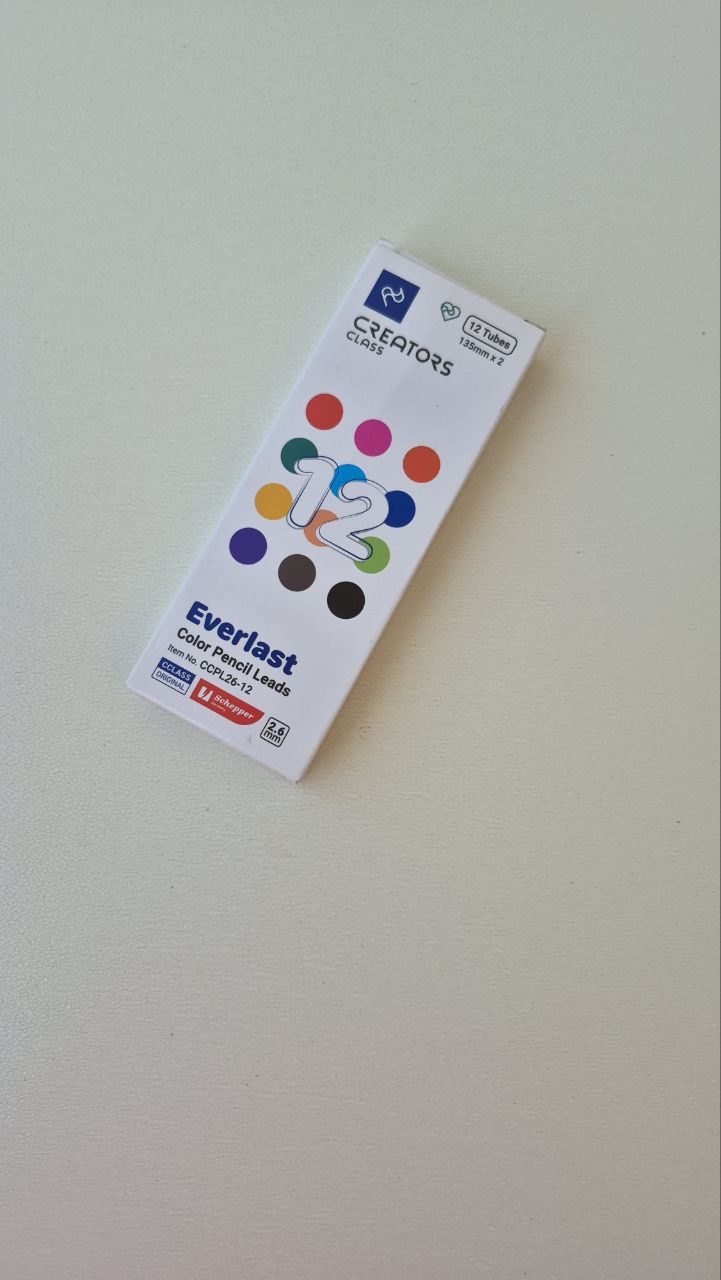 CREATORS
CLASS
12 Tubes
135mm x 2
12
Everlast
Color Pencil Leads
Item No. CCPL26-12
CCLASS
ORIGINAL
Schepper
Germany
2.6
mm